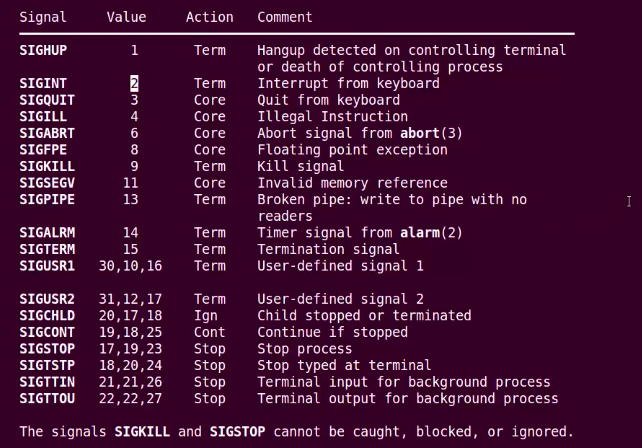 Signal Value Action Comment
SIGHUP 1 Term Hangup detected on controlling terminal
or death of controlling process
SIGINT 2 Term Interrupt from keyboard
SIGQUIT 3 Core Quit from keyboard
SIGILL 4 Core Illegal Instruction
SIGABRT 6 Core Abort signal from abort(3)
SIGFPE 8 Core Floating point exception
SIGKILL 9 Term Kill signal
SIGSEGV 11 Core Invalid memory reference
SIGPIPE 13 Term Broken pipe: write to pipe with no
readers
SIGALRM 14 Term Timer signal from alarm(2)
SIGTERM 15 Term Termination signal
SIGUSR1 30,10,16 Term User-defined signal 1
SIGUSR2 31,12,17 Term User-defined signal 2
SIGCHLD 20,17,18 Ign Child stopped or terminated
SIGCONT 19,18,25 Cont Continue if stopped
SIGSTOP 17,19,23 Stop Stop process
SIGTSTP 18,20,24 Stop Stop typed at terminal
SIGTTIN 21,21,26 Stop Terminal input for background process
SIGTTOU 22,22,27 Stop Terminal output for background process
The signals SIGKILL and SIGSTOP cannot be caught, blocked, or ignored.